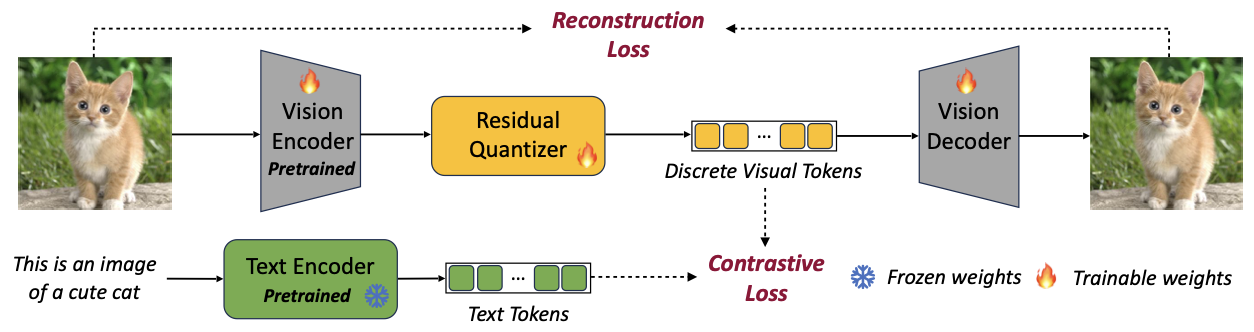 Reconstruction
Loss
Vision
Encoder
Pretrained
Residual
Quantizer
...
Discrete Visual Tokens
Vision
Decoder
This is an image
of a cute cat
Text Encoder
Pretrained
...
Text Tokens
Contrastive
Loss
Frozen weights
Trainable weights